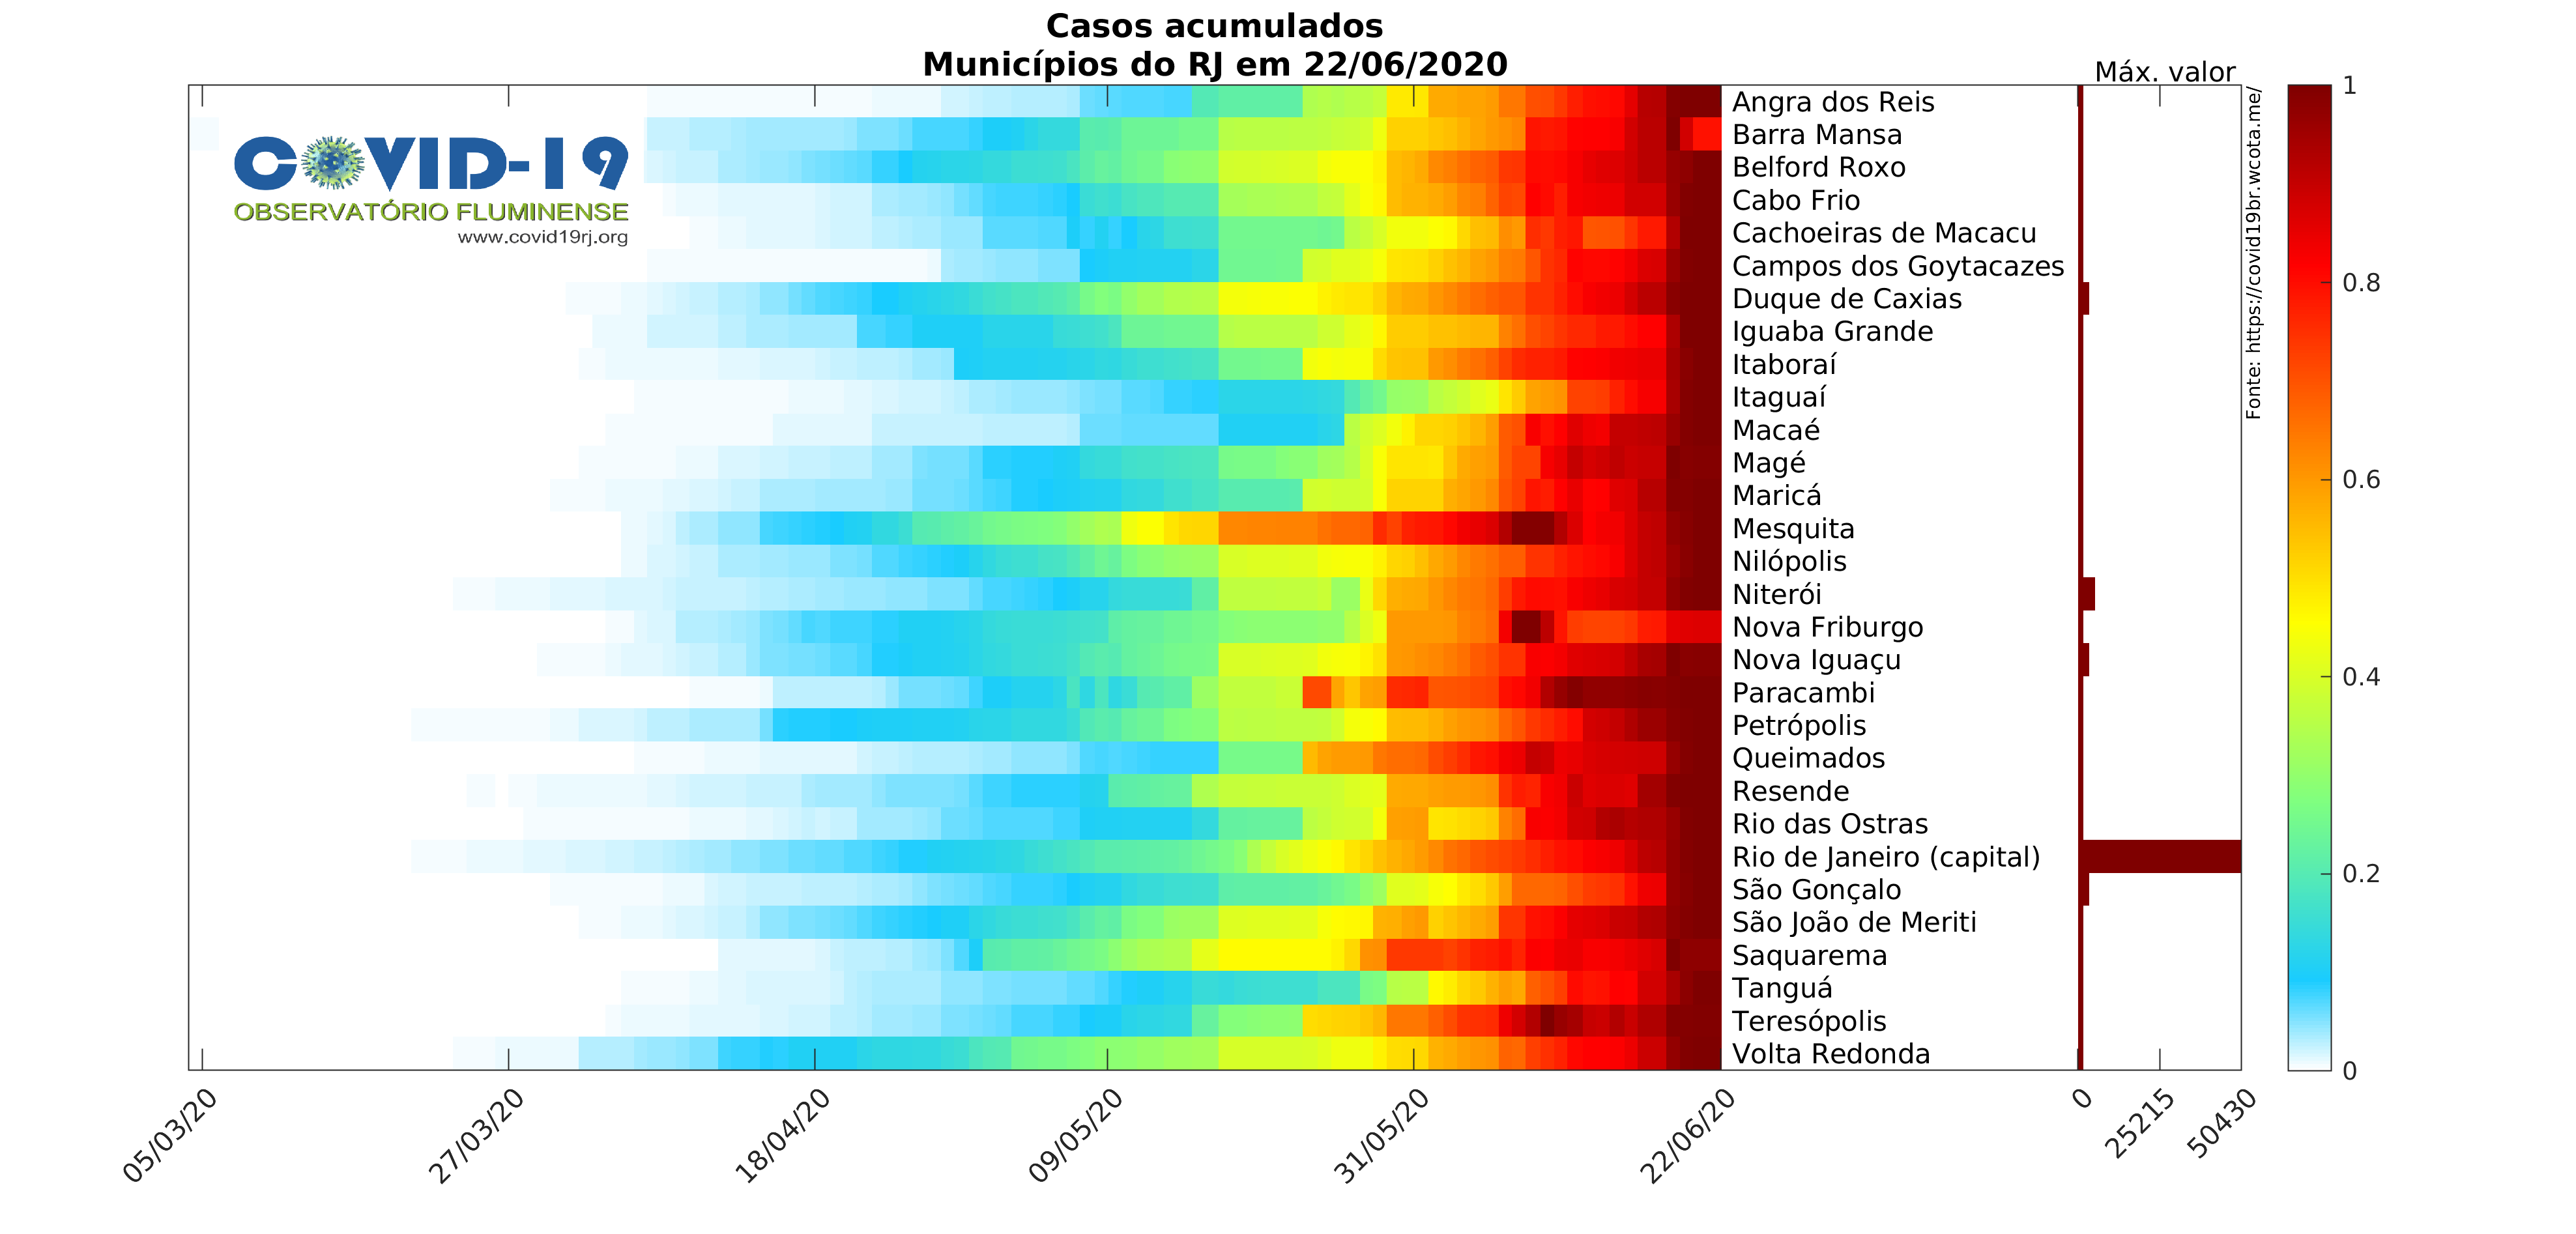 Casos acumulados
Municípios do RJ em 22/06/2020
Máx. valor
COVID-19
OBSERVATÓRIO FLUMINENSE
www.covid19rj.org
Angra dos Reis
Barra Mansa
Belford Roxo
Cabo Frio
Cachoeiras de Macacu
Campos dos Goytacazes
Duque de Caxias
Iguaba Grande
Itaboraí
Itaguaí
Macaé
Magé
Maricá
Mesquita
Nilópolis
Niterói
Nova Friburgo
Nova Iguaçu
Paracambi
Petrópolis
Queimados
Resende
Rio das Ostras
Rio de Janeiro (capital)
São Gonçalo
São João de Meriti
Saquarema
Tanguá
Teresópolis
Volta Redonda
Fonte: https://covid19br.wcota.me/
1
0.8
0.6
0.4
0.2
0
05/03/20
27/03/20
18/04/20
09/05/20
31/05/20
22/06/20
0
25215
50430